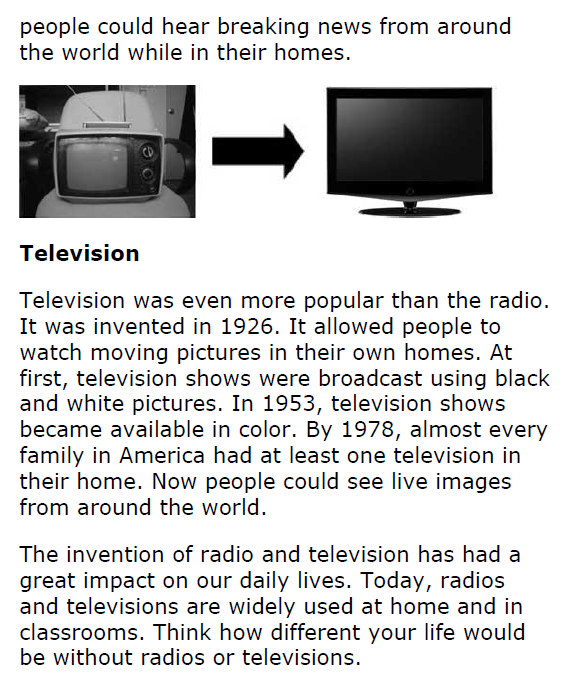 people could hear breaking news from around
the world while in their homes.
Television
Television was even more popular than the radio.
It was invented in 1926. It allowed people to
watch moving pictures in their own homes. At
first, television shows were broadcast using black
and white pictures. In 1953, television shows
became available in color. By 1978, almost every
family in America had at least one television in
their home. Now people could see live images
from around the world.
The invention of radio and television has had a
great impact on our daily lives. Today, radios
and televisions are widely used at home and in
classrooms. Think how different your life would
be without radios or televisions.